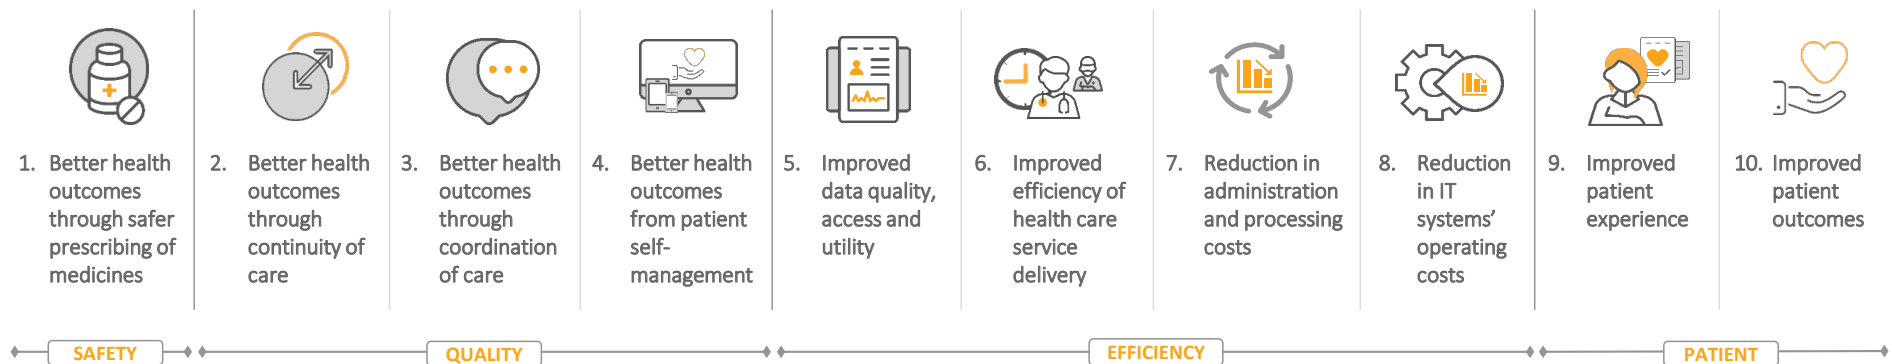 1. Better health
outcomes
through safer
prescribing of
medicines
2. Better health
outcomes
through
continuity of
care
3. Better health
outcomes
through
coordination
of care
4. Better health
outcomes
from patient
self-
management
5. Improved
data quality,
access and
utility
6. Improved
efficiency of
health care
service
delivery
7. Reduction in
administration
and processing
costs
8. Reduction
in IT
systems’
operating
costs
9. Improved
patient
experience
10. Improved
patient
outcomes
SAFETY
QUALITY
EFFICIENCY
PATIENT